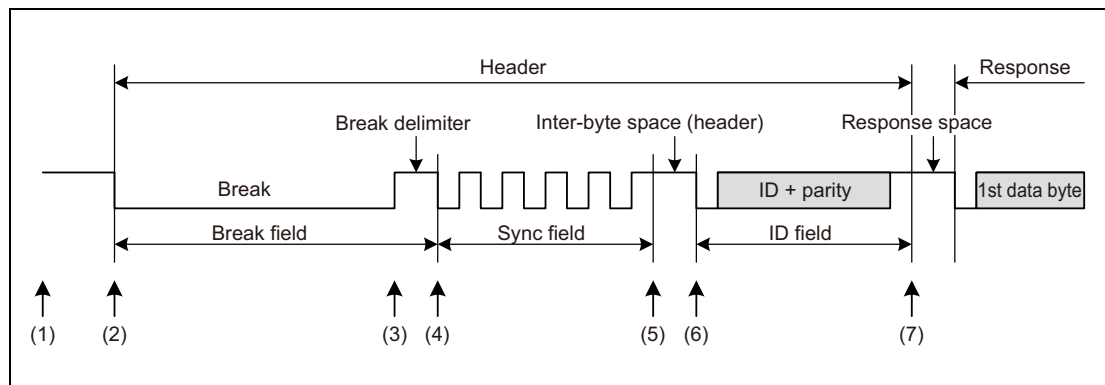 Header
Response
Break delimiter
Inter-byte space (header)
Response space
Break
ID + parity
1st data byte
Break field
Sync field
ID field
(1)
(2)
(3)
(4)
(5)
(6)
(7)